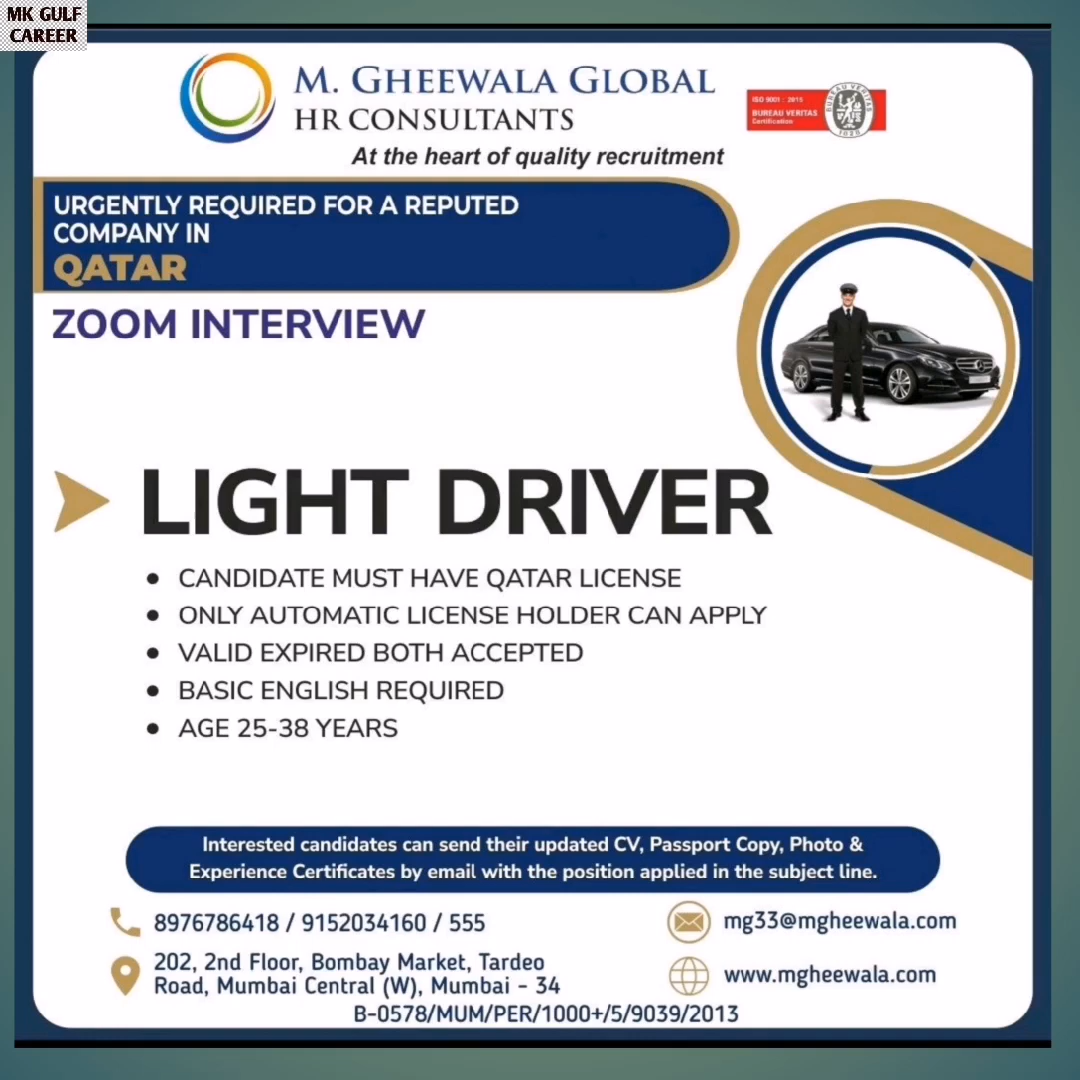 MK GULF
CAREER
M. GHEEWALA GLOBAL
HR CONSULTANTS
At the heart of quality recruitment
ISO 9001 : 2015
BUREAU VERITAS
Certification
BUREAU VERITAS
1828
URGENTLY REQUIRED FOR A REPUTED
COMPANY IN
QATAR
ZOOM INTERVIEW
LIGHT DRIVER
• CANDIDATE MUST HAVE QATAR LICENSE
• ONLY AUTOMATIC LICENSE HOLDER CAN APPLY
• VALID EXPIRED BOTH ACCEPTED
• BASIC ENGLISH REQUIRED
• AGE 25-38 YEARS
Interested candidates can send their updated CV, Passport Copy, Photo &
Experience Certificates by email with the position applied in the subject line.
8976786418 / 9152034160 / 555
mg33@mgheewala.com
202, 2nd Floor, Bombay Market, Tardeo
Road, Mumbai Central (W), Mumbai - 34
www.mgheewala.com
B-0578/MUM/PER/1000+/5/9039/2013